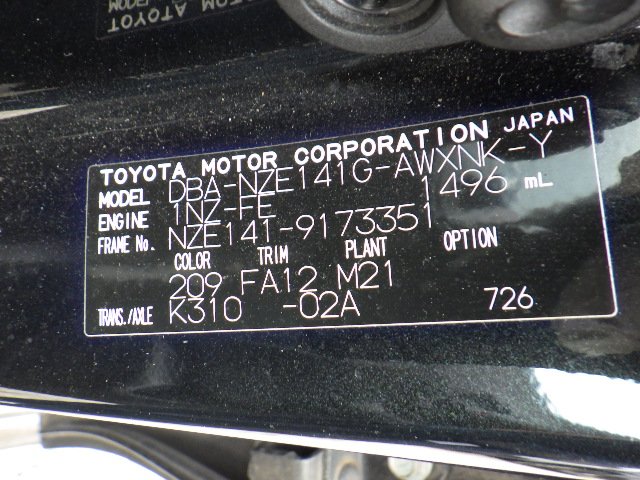 TOYOTA MOTOR CORPORATION JAPAN
MODEL DBA-NZE141G-AWXNK-Y
ENGINE 1NZ-FE 1496 mL
FRAME No. NZE141-9173351
COLOR TRIM PLANT OPTION
209 FA12 M21
TRANS./AXLE K310 -02A 726